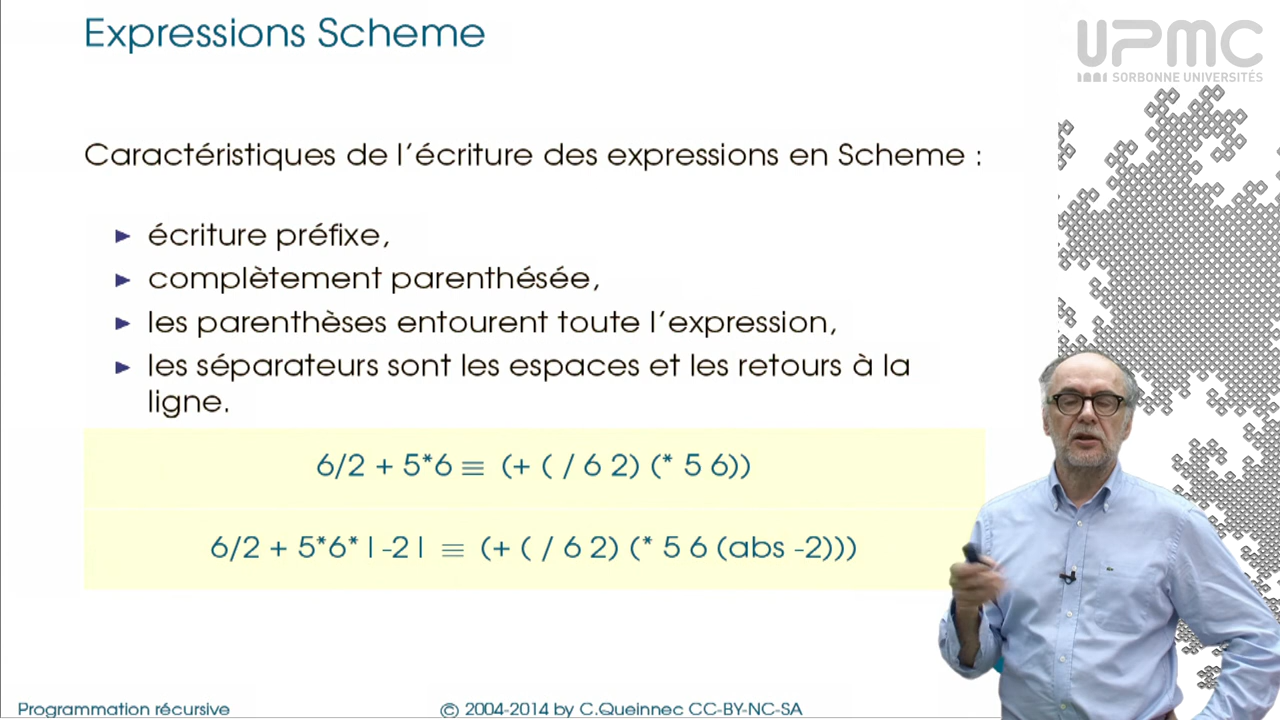 Expressions Scheme
UPMC
SORBONNE UNIVERSITÉS
Caractéristiques de l'écriture des expressions en Scheme :
► écriture préfixe,
► complètement parenthésée,
► les parenthèses entourent toute l'expression,
► les séparateurs sont les espaces et les retours à la
ligne.
6/2 + 5*6 ≡ (+ ( / 6 2) (* 5 6))
6/2 + 5*6* | -2 | ≡ (+ ( / 6 2) (* 5 6 (abs -2)))
Programmation récursive
© 2004-2014 by C.Queinnec CC-BY-NC-SA